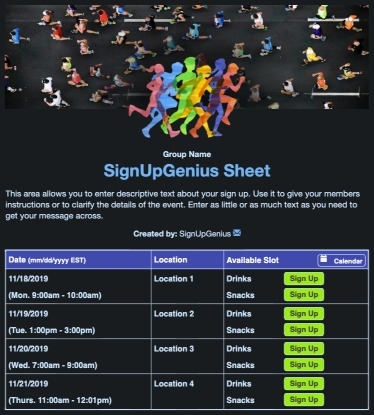 Group Name
SignUpGenius Sheet
This area allows you to enter descriptive text about your sign up. Use it to give your members
instructions or to clarify the details of the event. Enter as little or as much text as you need to
get your message across.
Created by: SignUpGenius
Date (mm/dd/yyyy EST) Location Available Slot Calendar
11/18/2019 Location 1 Drinks Sign Up
(Mon. 9:00am - 10:00am) Snacks Sign Up
11/19/2019 Location 2 Drinks Sign Up
(Tue. 1:00pm - 3:00pm) Snacks Sign Up
11/20/2019 Location 3 Drinks Sign Up
(Wed. 7:00am - 9:00am) Snacks Sign Up
11/21/2019 Location 4 Drinks Sign Up
(Thurs. 11:00am - 12:01pm) Snacks Sign Up